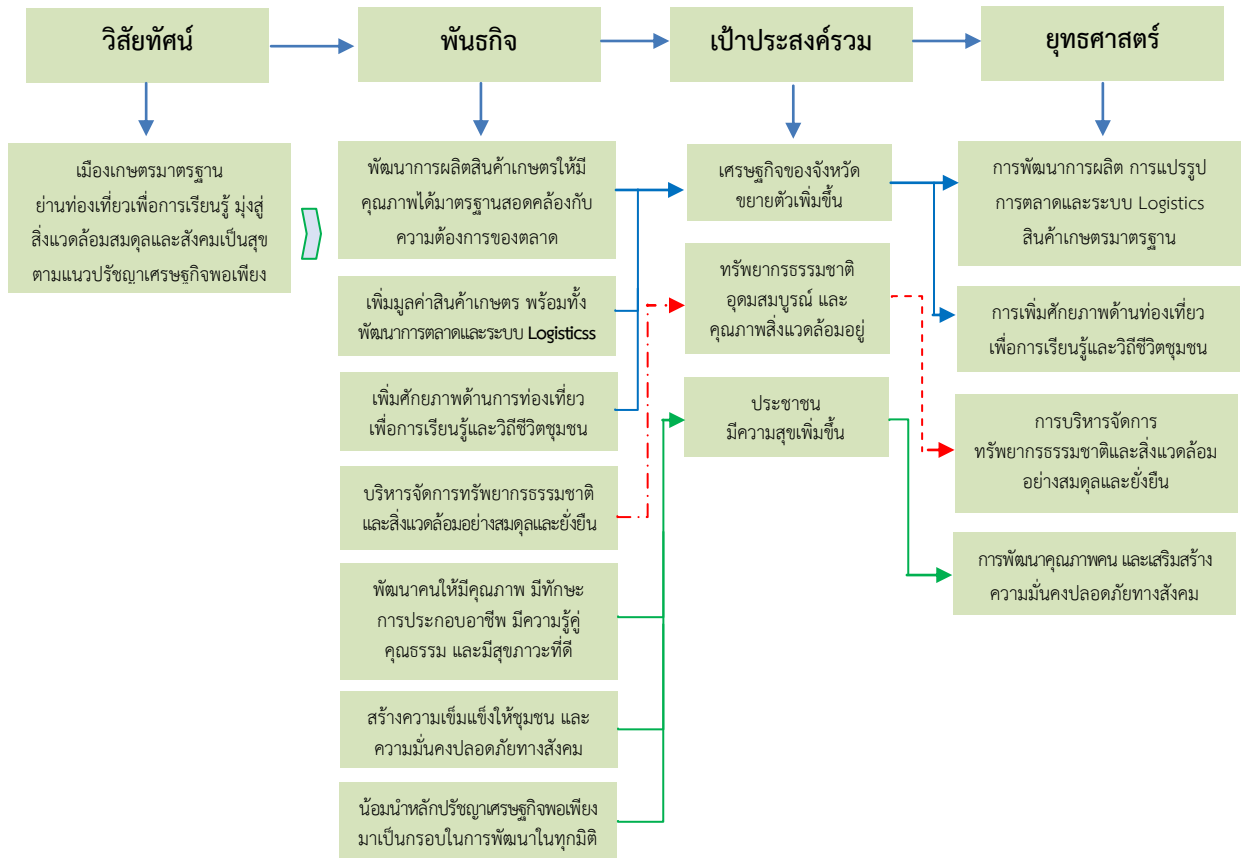 วิสัยทัศน์
พันธกิจ
เป้าประสงค์รวม
ยุทธศาสตร์
เมืองเกษตรมาตรฐาน
ย่านท่องเที่ยวเพื่อการเรียนรู้ มุ่งสู่
สิ่งแวดล้อมสมดุลและสังคมเป็นสุข
ตามแนวปรัชญาเศรษฐกิจพอเพียง
พัฒนาการผลิตสินค้าเกษตรให้มี
คุณภาพได้มาตรฐานสอดคล้องกับ
ความต้องการของตลาด
เพิ่มมูลค่าสินค้าเกษตร พร้อมทั้ง
พัฒนาการตลาดและระบบ Logisticss
เพิ่มศักยภาพด้านการท่องเที่ยว
เพื่อการเรียนรู้และวิถีชีวิตชุมชน
บริหารจัดการทรัพยากรธรรมชาติ
และสิ่งแวดล้อมอย่างสมดุลและยั่งยืน
พัฒนาคนให้มีคุณภาพ มีทักษะ
การประกอบอาชีพ มีความรู้คู่
คุณธรรม และมีสุขภาวะที่ดี
สร้างความเข็มแข็งให้ชุมชน และ
ความมั่นคงปลอดภัยทางสังคม
น้อมนำหลักปรัชญาเศรษฐกิจพอเพียง
มาเป็นกรอบในการพัฒนาในทุกมิติ
เศรษฐกิจของจังหวัด
ขยายตัวเพิ่มขึ้น
ทรัพยากรธรรมชาติ
อุดมสมบูรณ์ และ
คุณภาพสิ่งแวดล้อมอยู่
ประชาชน
มีความสุขเพิ่มขึ้น
การพัฒนาการผลิต การแปรรูป
การตลาดและระบบ Logistics
สินค้าเกษตรมาตรฐาน
การเพิ่มศักยภาพด้านท่องเที่ยว
เพื่อการเรียนรู้และวิถีชีวิตชุมชน
การบริหารจัดการ
ทรัพยากรธรรมชาติและสิ่งแวดล้อม
อย่างสมดุลและยั่งยืน
การพัฒนาคุณภาพคน และเสริมสร้าง
ความมั่นคงปลอดภัยทางสังคม